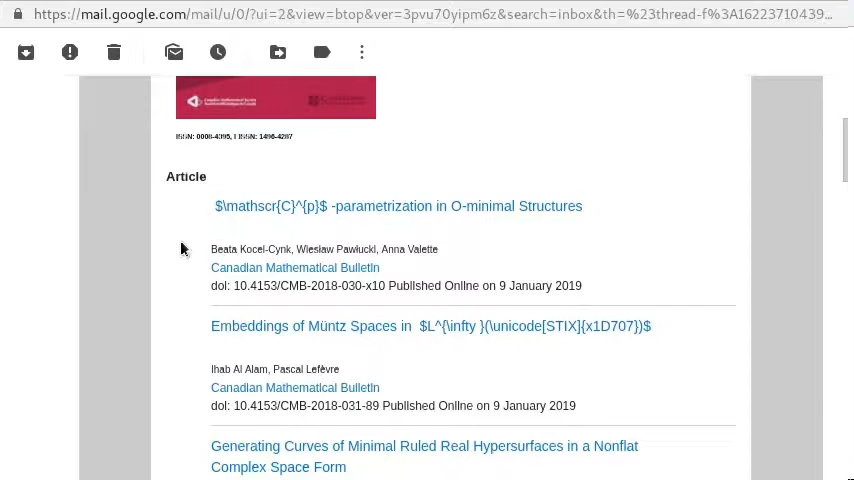 https://mail.google.com/mail/u/0/?ui=2&view=btop&ver=3pvu70yipm6z&search=inbox&th=%23thread-f%3A16223710439...
Article
$\mathscr{C}^{p}$ -parametrization in O-minimal Structures
Beata Kocel-Cynk, Wiesław Pawłucki, Anna Valette
Canadian Mathematical Bulletin
doi: 10.4153/CMB-2018-030-x10 Published Online on 9 January 2019
Embeddings of Müntz Spaces in $L^{\infty }(\unicode[STIX]{x1D707})$
Ihab Al Alam, Pascal Lefèvre
Canadian Mathematical Bulletin
doi: 10.4153/CMB-2018-031-89 Published Online on 9 January 2019
Generating Curves of Minimal Ruled Real Hypersurfaces in a Nonflat
Complex Space Form